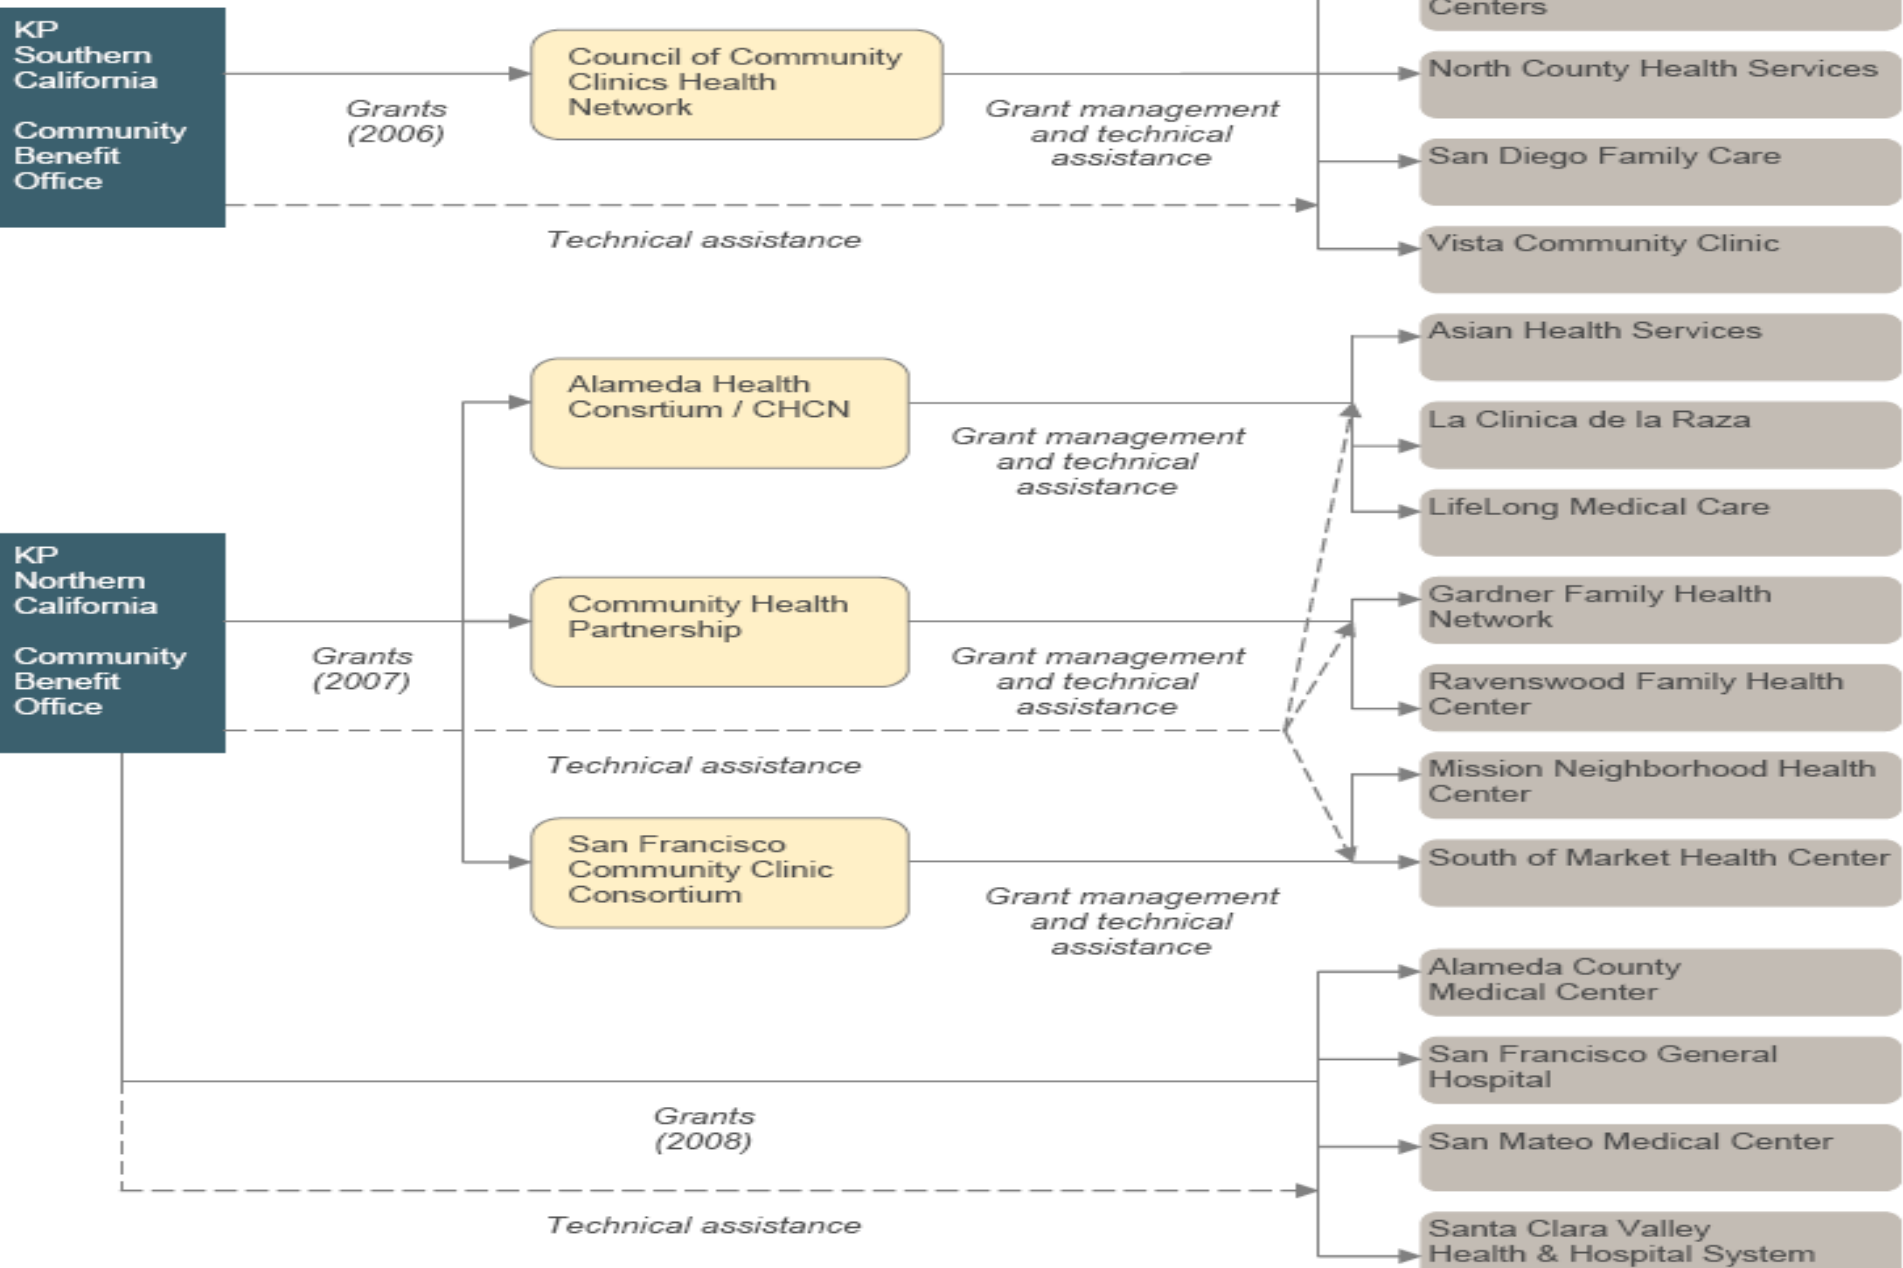 KP
Southern
California
Community
Benefit
Office
Grants
(2006)
Council of Community
Clinics Health
Network
Grant management
and technical
assistance
Technical assistance
Centers
North County Health Services
San Diego Family Care
Vista Community Clinic
KP
Northern
California
Community
Benefit
Office
Grants
(2007)
Alameda Health
Consrtium / CHCN
Grant management
and technical
assistance
Asian Health Services
La Clinica de la Raza
LifeLong Medical Care
Community Health
Partnership
Grant management
and technical
assistance
Gardner Family Health
Network
Ravenswood Family Health
Center
Technical assistance
San Francisco
Community Clinic
Consortium
Grant management
and technical
assistance
Mission Neighborhood Health
Center
South of Market Health Center
Grants
(2008)
Technical assistance
Alameda County
Medical Center
San Francisco General
Hospital
San Mateo Medical Center
Santa Clara Valley
Health & Hospital System